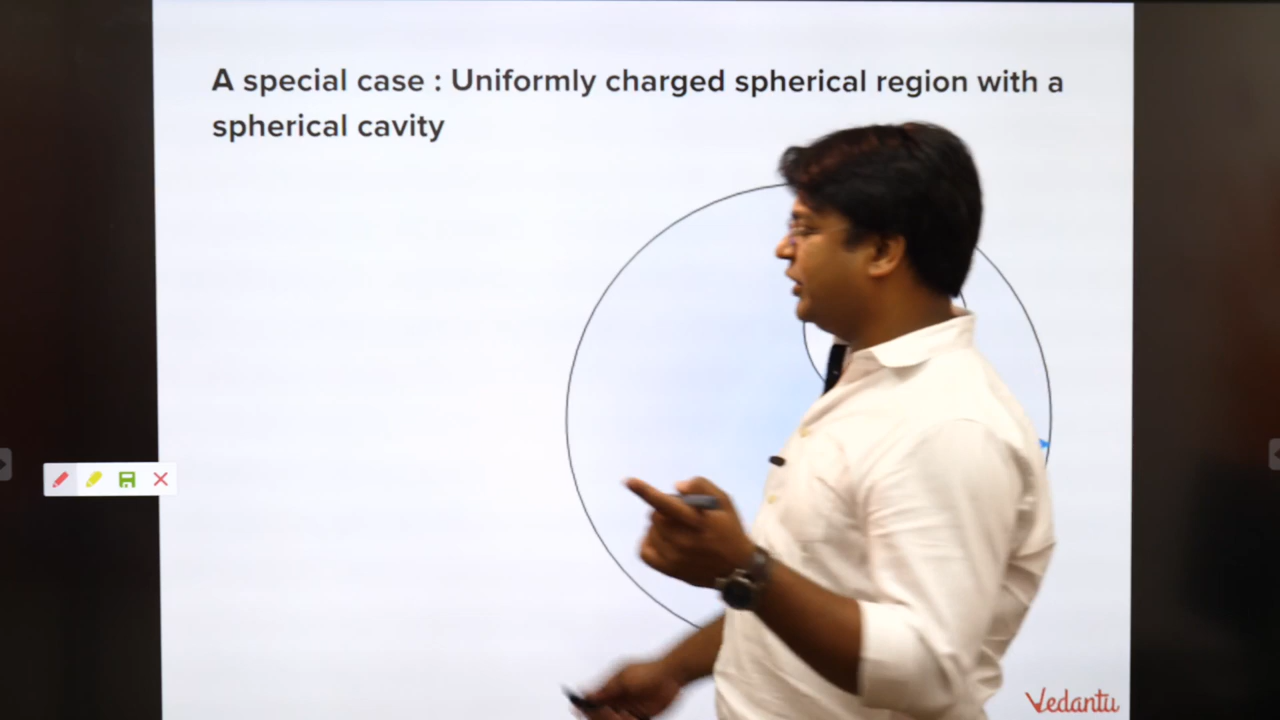 A special case : Uniformly charged spherical region with a
spherical cavity
Vedantu